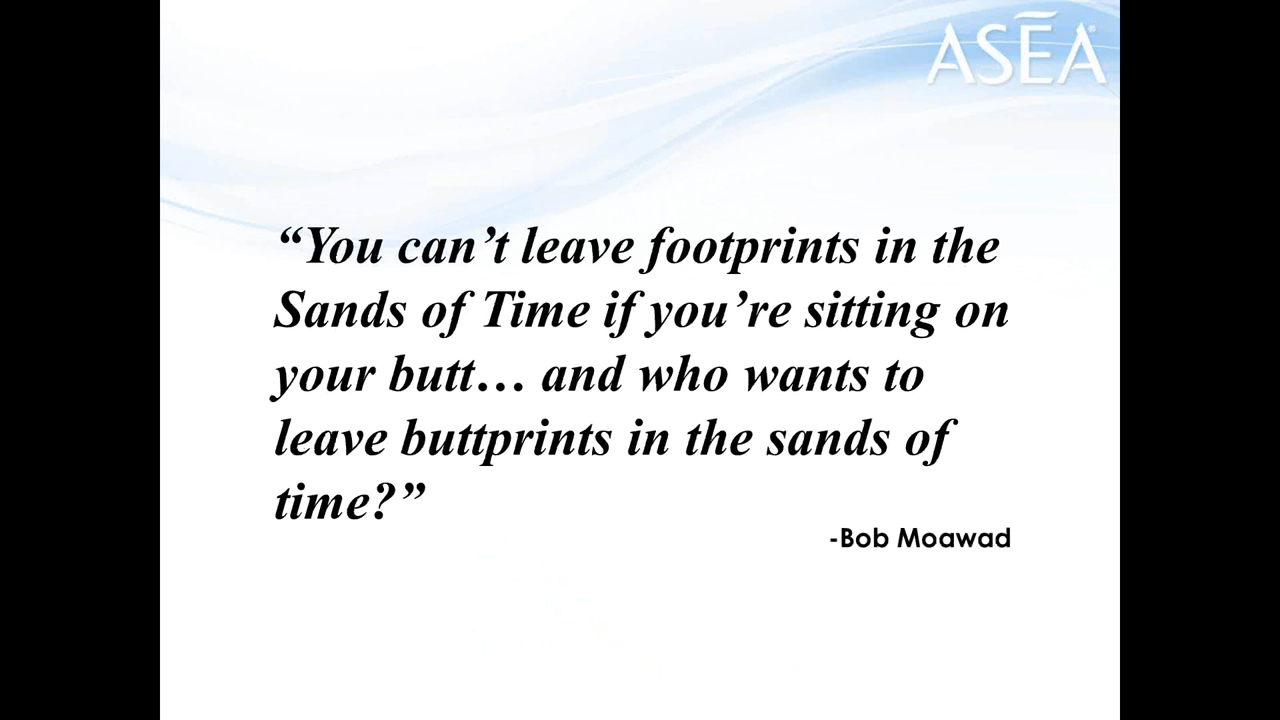 ASEA®
“You can’t leave footprints in the
Sands of Time if you’re sitting on
your butt… and who wants to
leave buttprints in the sands of
time?”
-Bob Moawad